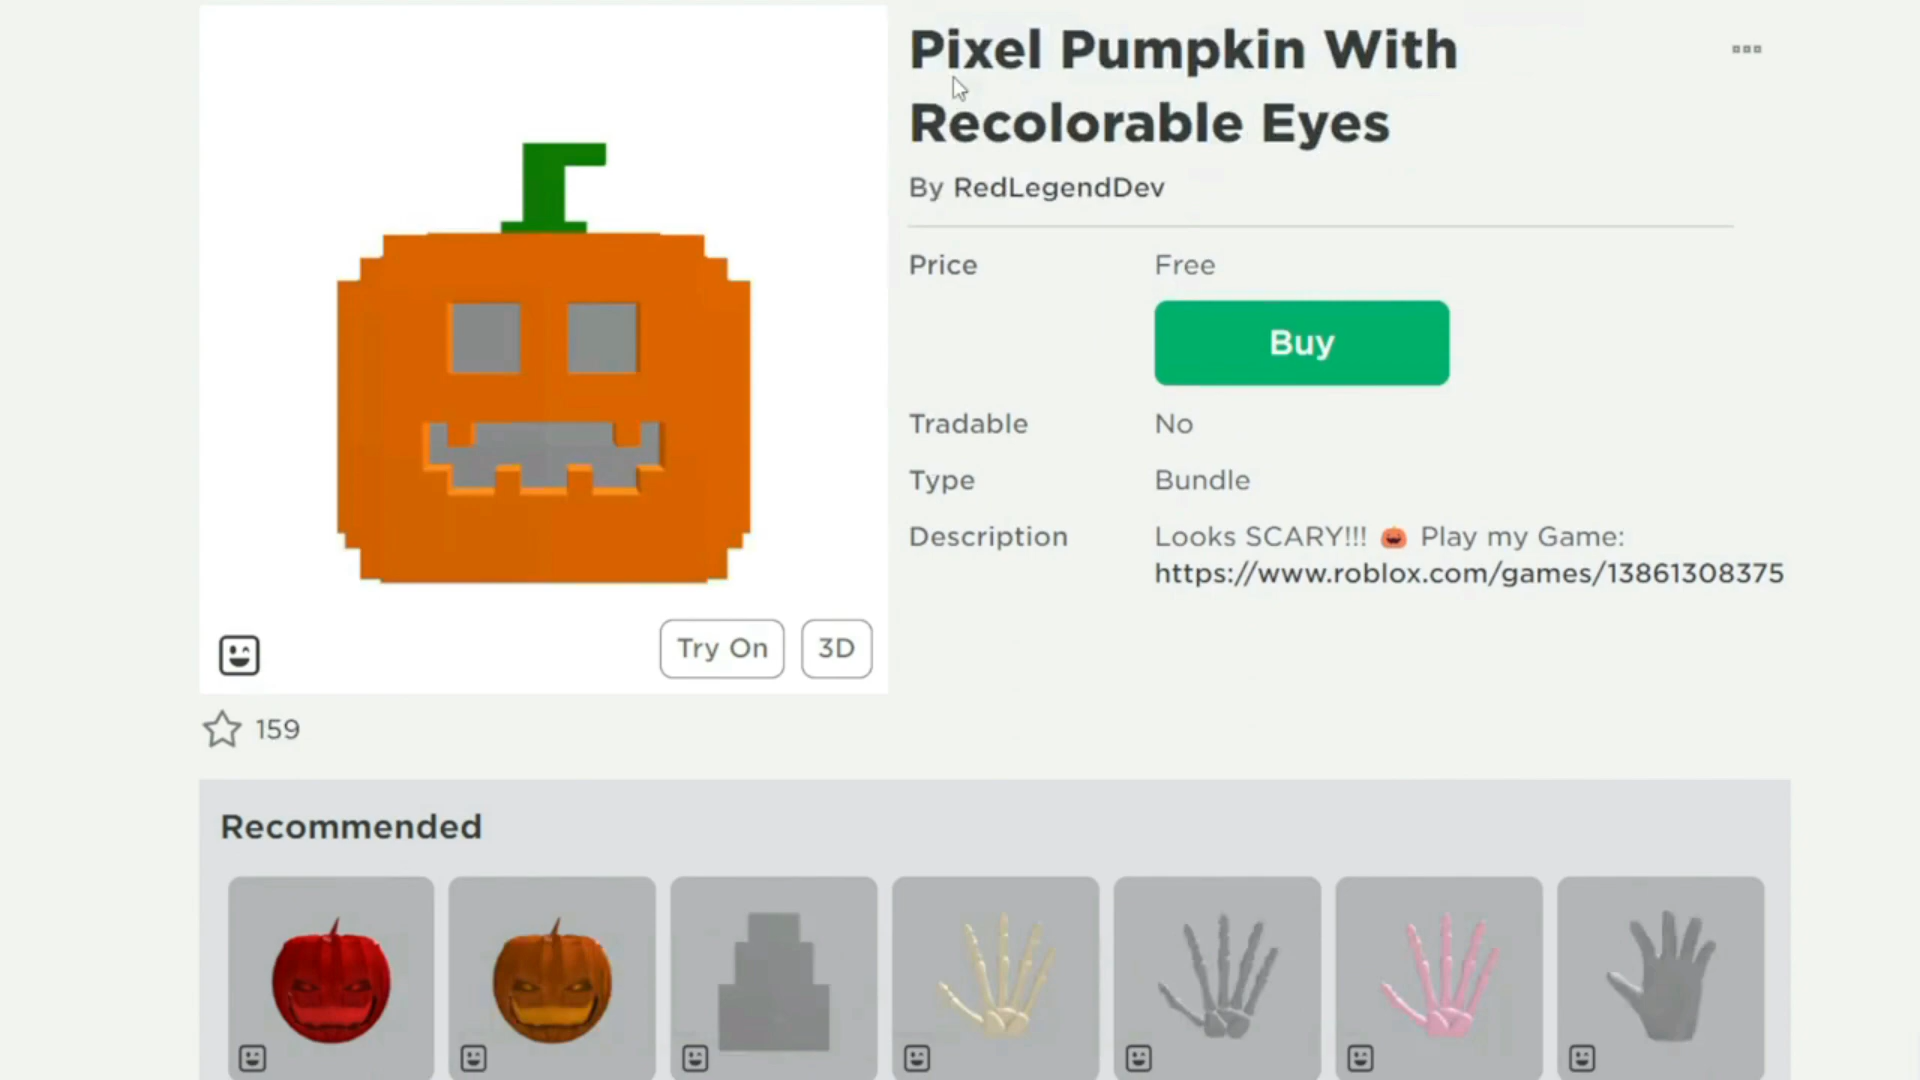 Pixel Pumpkin With
Recolorable Eyes
By RedLegendDev
Price Free
Buy
Tradable No
Type Bundle
Description Looks SCARY!!! 🎃 Play my Game:
https://www.roblox.com/games/13861308375
Try On 3D
159
Recommended